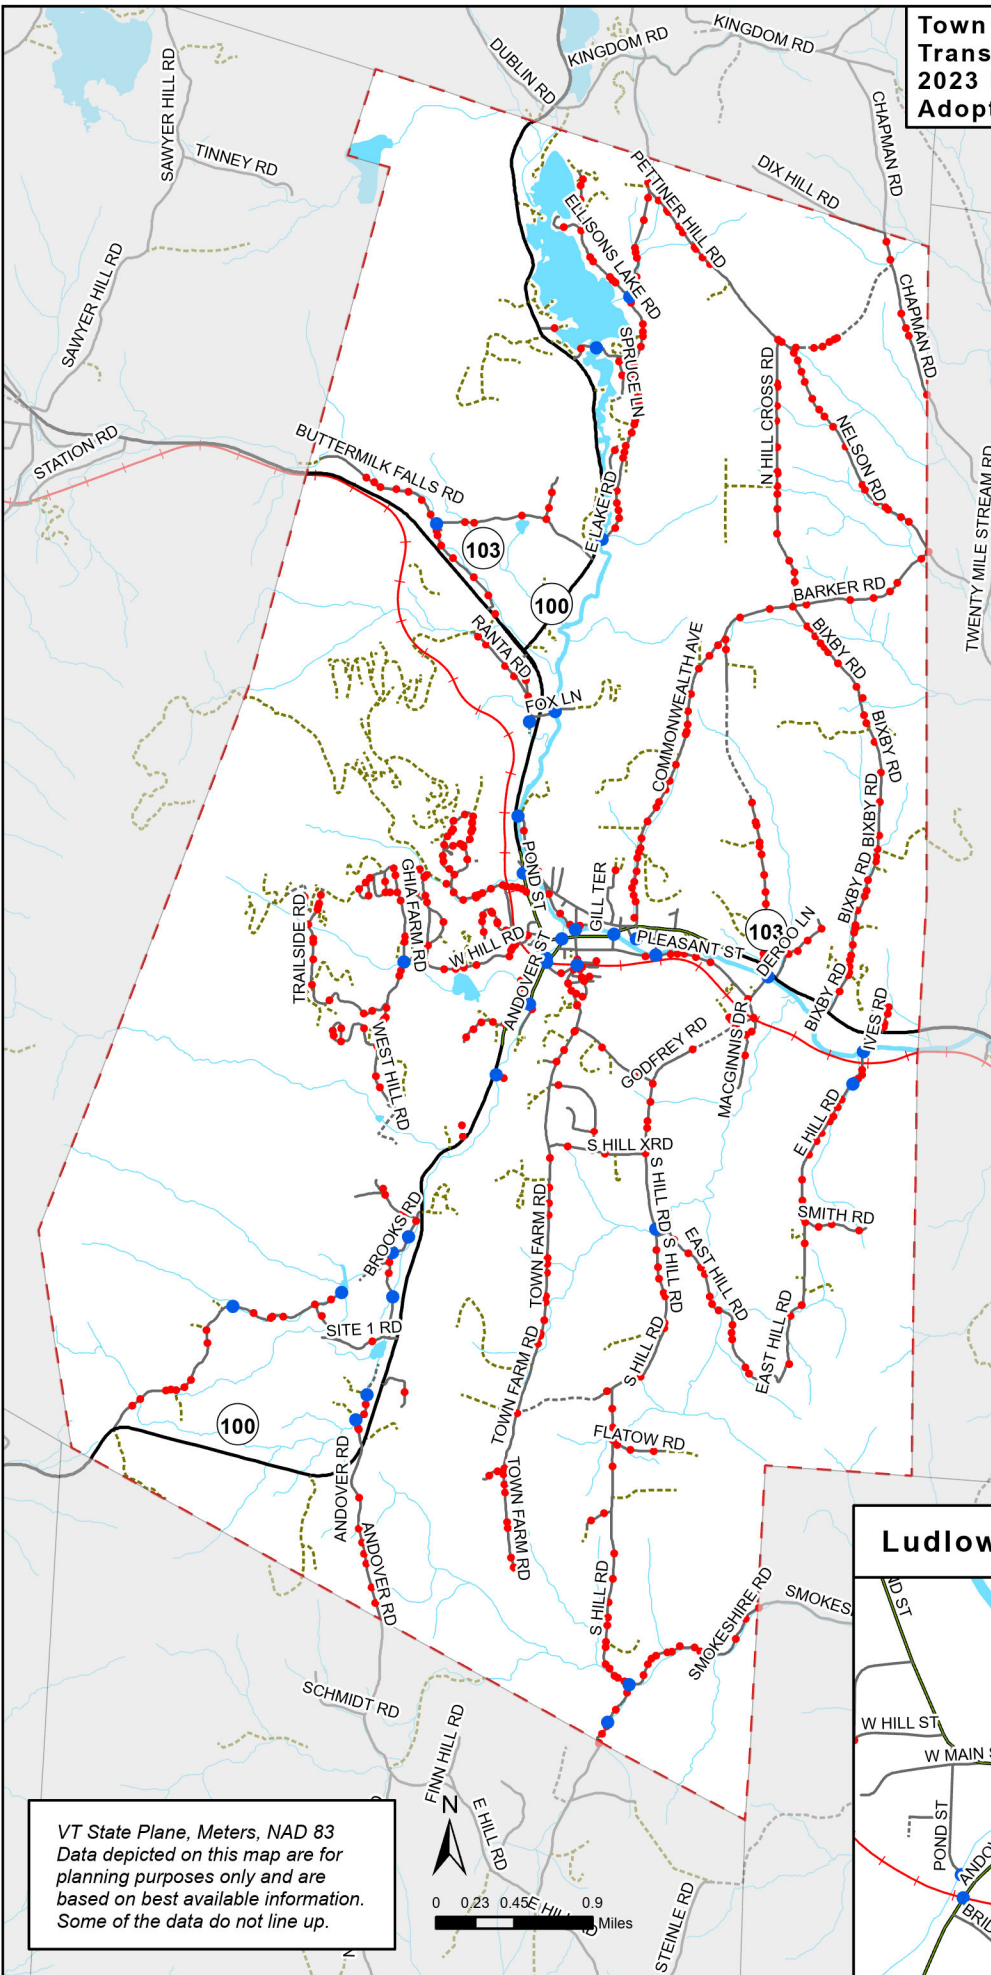 Town
Trans
2023
Adopt
KINGDOM RD
KINGDOM RD
DUBLIN RD
SAWYER HILL RD
TINNEY RD
CHAPMAN RD
PETTINER HILL RD
DIX HILL RD
ELLISONS LAKE RD
SAWYER HILL RD
CHAPMAN RD
SPRUCE LN
N HILL CROSS RD
NELSON RD
STATION RD
BUTTERMILK FALLS RD
E LAKE RD
TWENTY MILE STREAM RD
103
100
BARKER RD
RANTA RD
BIXBY RD
COMMONWEALTH AVE
FOX LN
BIXBY RD
BIXBY RD
POND ST
GHIA FARM RD
GILL TER
BIXBY RD
TRAILSIDE RD
W HILL RD
PLEASANT ST
103
DEROO LN
ANDOVER ST
BIXBY RD
IVES RD
WEST HILL RD
GODFREY RD
MACGINNIS DR
E HILL RD
S HILL XRD
S HILL RD
TOWN FARM RD
SMITH RD
BROOKS RD
S HILL RD
EAST HILL RD
SITE 1 RD
TOWN FARM RD
S HILL RD
EAST HILL RD
100
FLATOW RD
ANDOVER RD
TOWN FARM RD
ANDOVER RD
S HILL RD
SMOKESHIRE RD
SMOKES
SCHMIDT RD
FINN HILL RD
E HILL RD
E HILL RD
STEINLE RD
Ludlow
ND ST
W HILL ST
W MAIN S
POND ST
ANDO
BRID
VT State Plane, Meters, NAD 83
Data depicted on this map are for
planning purposes only and are
based on best available information.
Some of the data do not line up.
N
0 0.23 0.45 0.9
Miles